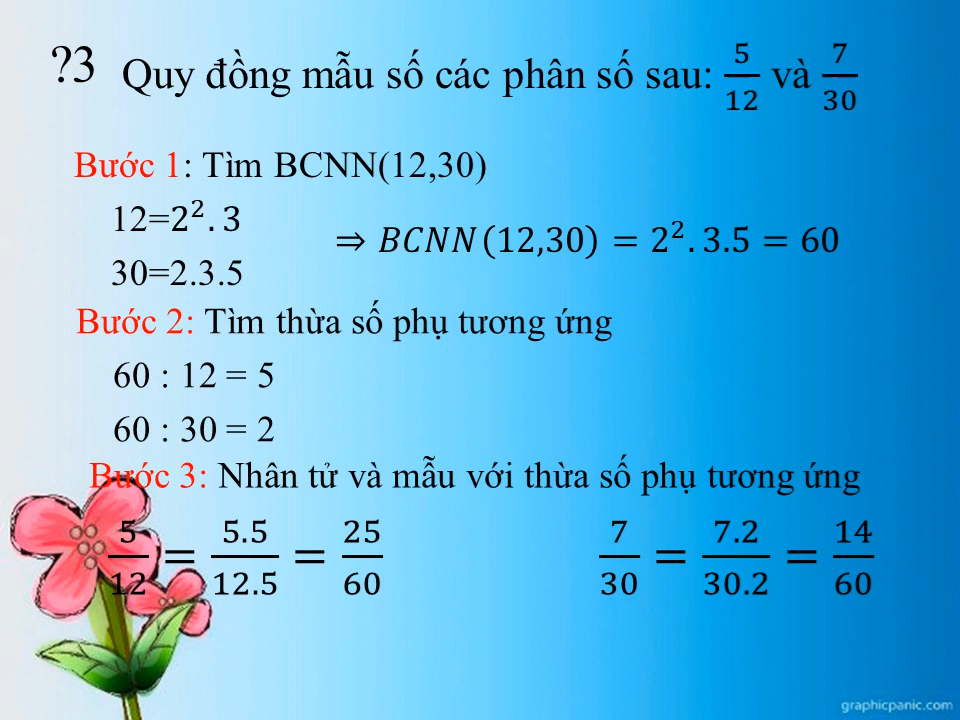 ?3 Quy đồng mẫu số các phân số sau: 5/12 và 7/30
Bước 1: Tìm BCNN(12,30)
12=2².3
⇒ BCNN(12,30) = 2².3.5 = 60
30=2.3.5
Bước 2: Tìm thừa số phụ tương ứng
60 : 12 = 5
60 : 30 = 2
Bước 3: Nhân tử và mẫu với thừa số phụ tương ứng
5/12 = 5.5/12.5 = 25/60
7/30 = 7.2/30.2 = 14/60
graphicpanic.com